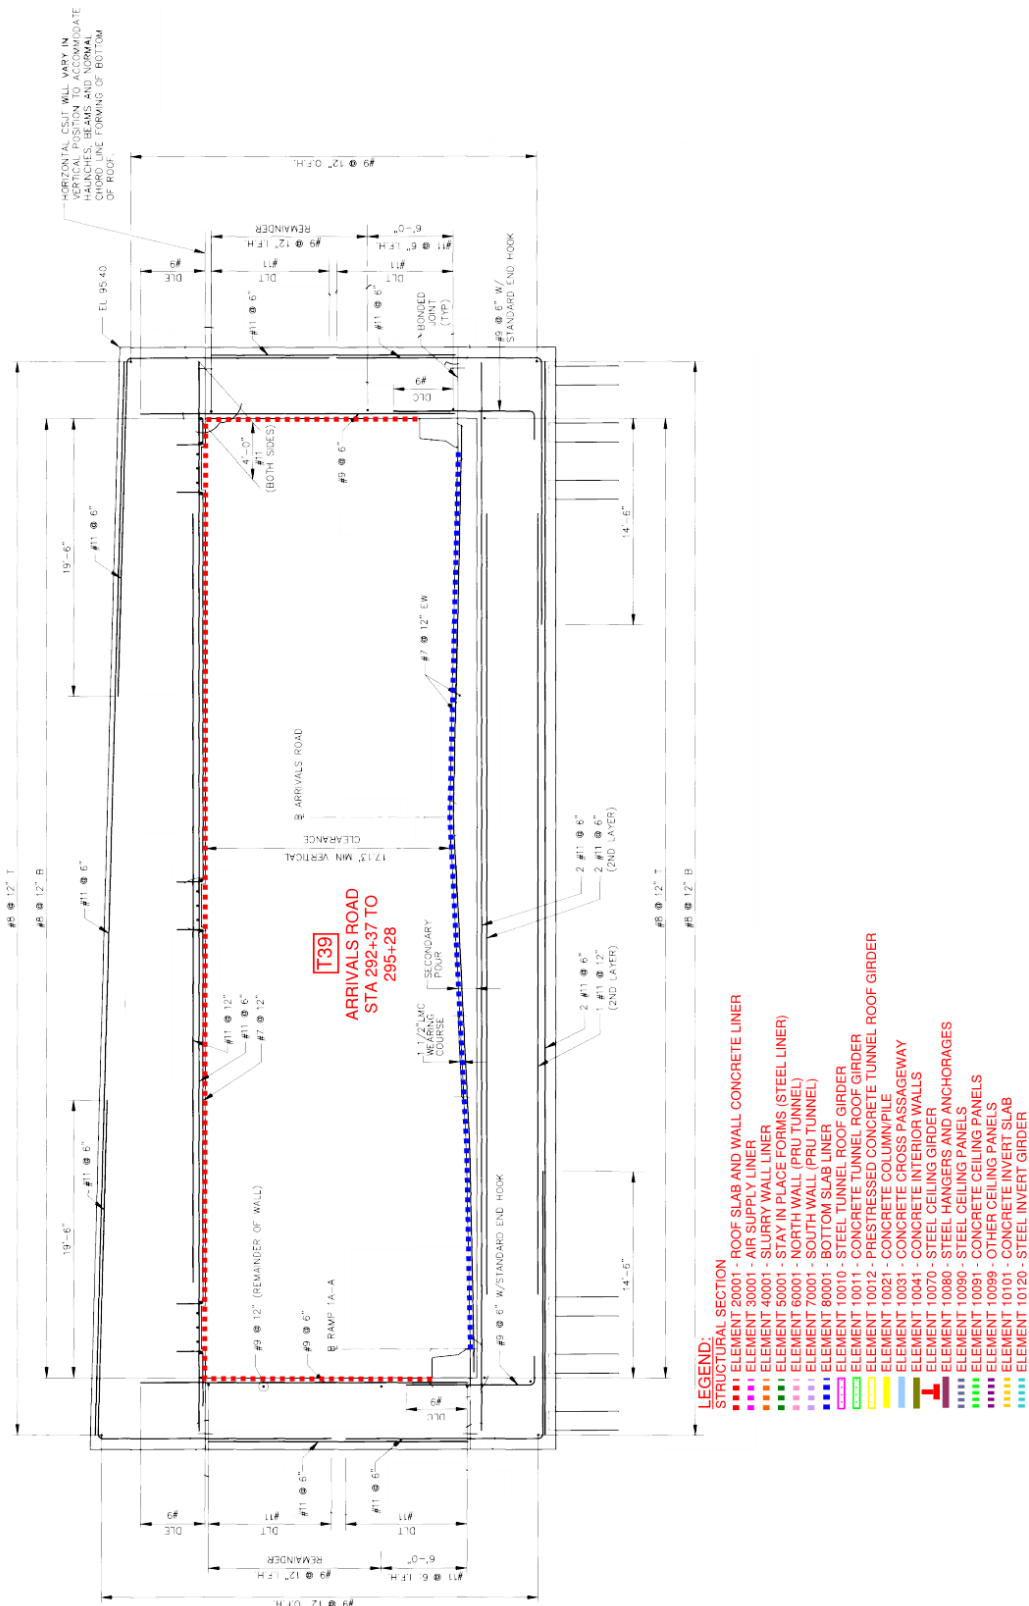 HORIZONTAL CSJT WILL VARY IN
VERTICAL POSITION TO ACCOMMODATE
HAUNCHES, BEAMS AND NORMAL
CHORD LINE FORMING OF BOTTOM
OF ROOF.
EL 95.40
#9 @ 12" O.F.H.
REMAINDER
#9 @ 12" I.F.H.
6'-0"
#11 @ 6" I.F.H.
DLE
#9
DLT
#11
DLT
#11
#11 @ 6"
#11 @ 6"
BONDED
JOINT
(TYP)
#9 @ 6" W/
STANDARD END HOOK
DLC
#9
4'-0"
#11
(BOTH SIDES)
#9 @ 6"
19'-6"
#11 @ 6"
14'-6"
#7 @ 12" EW
#8 @ 12" T
#8 @ 12" B
#11 @ 6"
ARRIVALS ROAD
17.13' MIN VERTICAL
CLEARANCE
T39
ARRIVALS ROAD
STA 292+37 TO
295+28
SECONDARY
POUR
1 1/2" LMC
WEARING
COURSE
2 #11 @ 6"
2 #11 @ 6"
(2ND LAYER)
#8 @ 12" T
#8 @ 12" B
2 #11 @ 6"
1 #11 @ 12"
(2ND LAYER)
#11 @ 12"
#11 @ 6"
#7 @ 12"
#11 @ 6"
19'-6"
14'-6"
#9 @ 12" (REMAINDER OF WALL)
#9 @ 6"
RAMP 1A-A
#9 @ 6" W/STANDARD END HOOK
DLC
#9
#11 @ 6"
#11 @ 6"
DLE
#9
DLT
#11
DLT
#11
REMAINDER
#9 @ 12" I.F.H.
6'-0"
#11 @ 6" I.F.H.
#9 @ 12" O.F.H.
LEGEND:
STRUCTURAL SECTION
ELEMENT 20001 - ROOF SLAB AND WALL CONCRETE LINER
ELEMENT 30001 - AIR SUPPLY LINER
ELEMENT 40001 - SLURRY WALL LINER
ELEMENT 50001 - STAY IN PLACE FORMS (STEEL LINER)
ELEMENT 60001 - NORTH WALL (PRU TUNNEL)
ELEMENT 70001 - SOUTH WALL (PRU TUNNEL)
ELEMENT 80001 - BOTTOM SLAB LINER
ELEMENT 10010 - STEEL TUNNEL ROOF GIRDER
ELEMENT 10011 - CONCRETE TUNNEL ROOF GIRDER
ELEMENT 10012 - PRESTRESSED CONCRETE TUNNEL ROOF GIRDER
ELEMENT 10021 - CONCRETE COLUMN/PILE
ELEMENT 10031 - CONCRETE CROSS PASSAGEWAY
ELEMENT 10041 - CONCRETE INTERIOR WALLS
ELEMENT 10070 - STEEL CEILING GIRDER
ELEMENT 10080 - STEEL HANGERS AND ANCHORAGES
ELEMENT 10090 - STEEL CEILING PANELS
ELEMENT 10091 - CONCRETE CEILING PANELS
ELEMENT 10099 - OTHER CEILING PANELS
ELEMENT 10101 - CONCRETE INVERT SLAB
ELEMENT 10120 - STEEL INVERT GIRDER